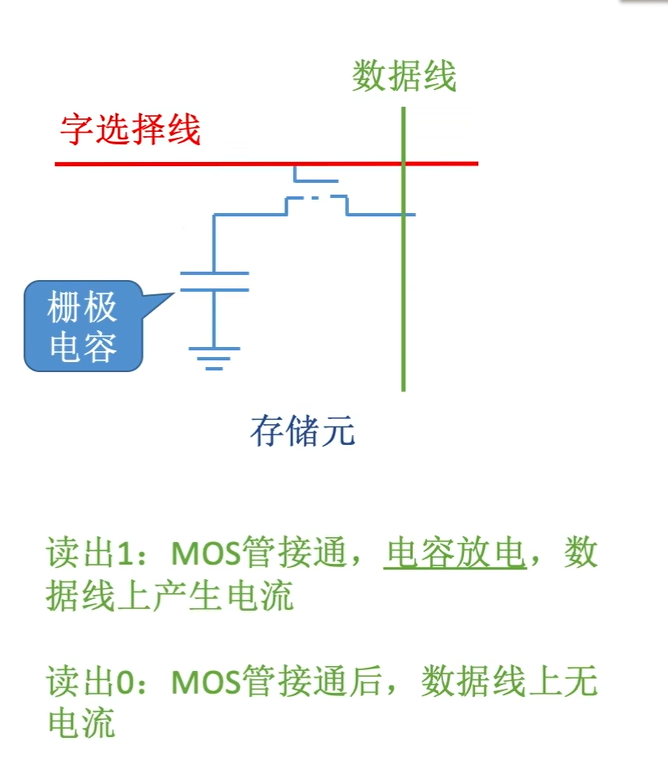 数据线
字选择线
栅极
电容
存储元
读出1：MOS管接通，电容放电，数
据线上产生电流
读出0：MOS管接通后，数据线上无
电流